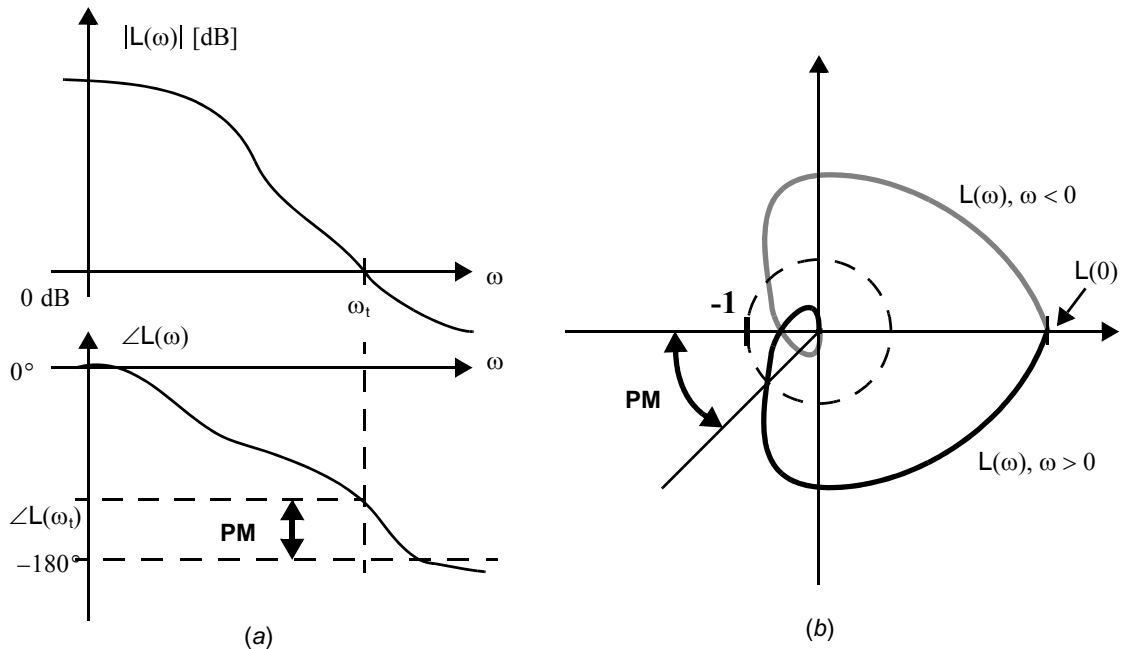 |L(ω)| [dB]
0 dB
ω
ω_t
∠L(ω)
0°
ω
∠L(ω_t)
PM
−180°
(a)
L(ω), ω < 0
L(0)
-1
PM
L(ω), ω > 0
(b)